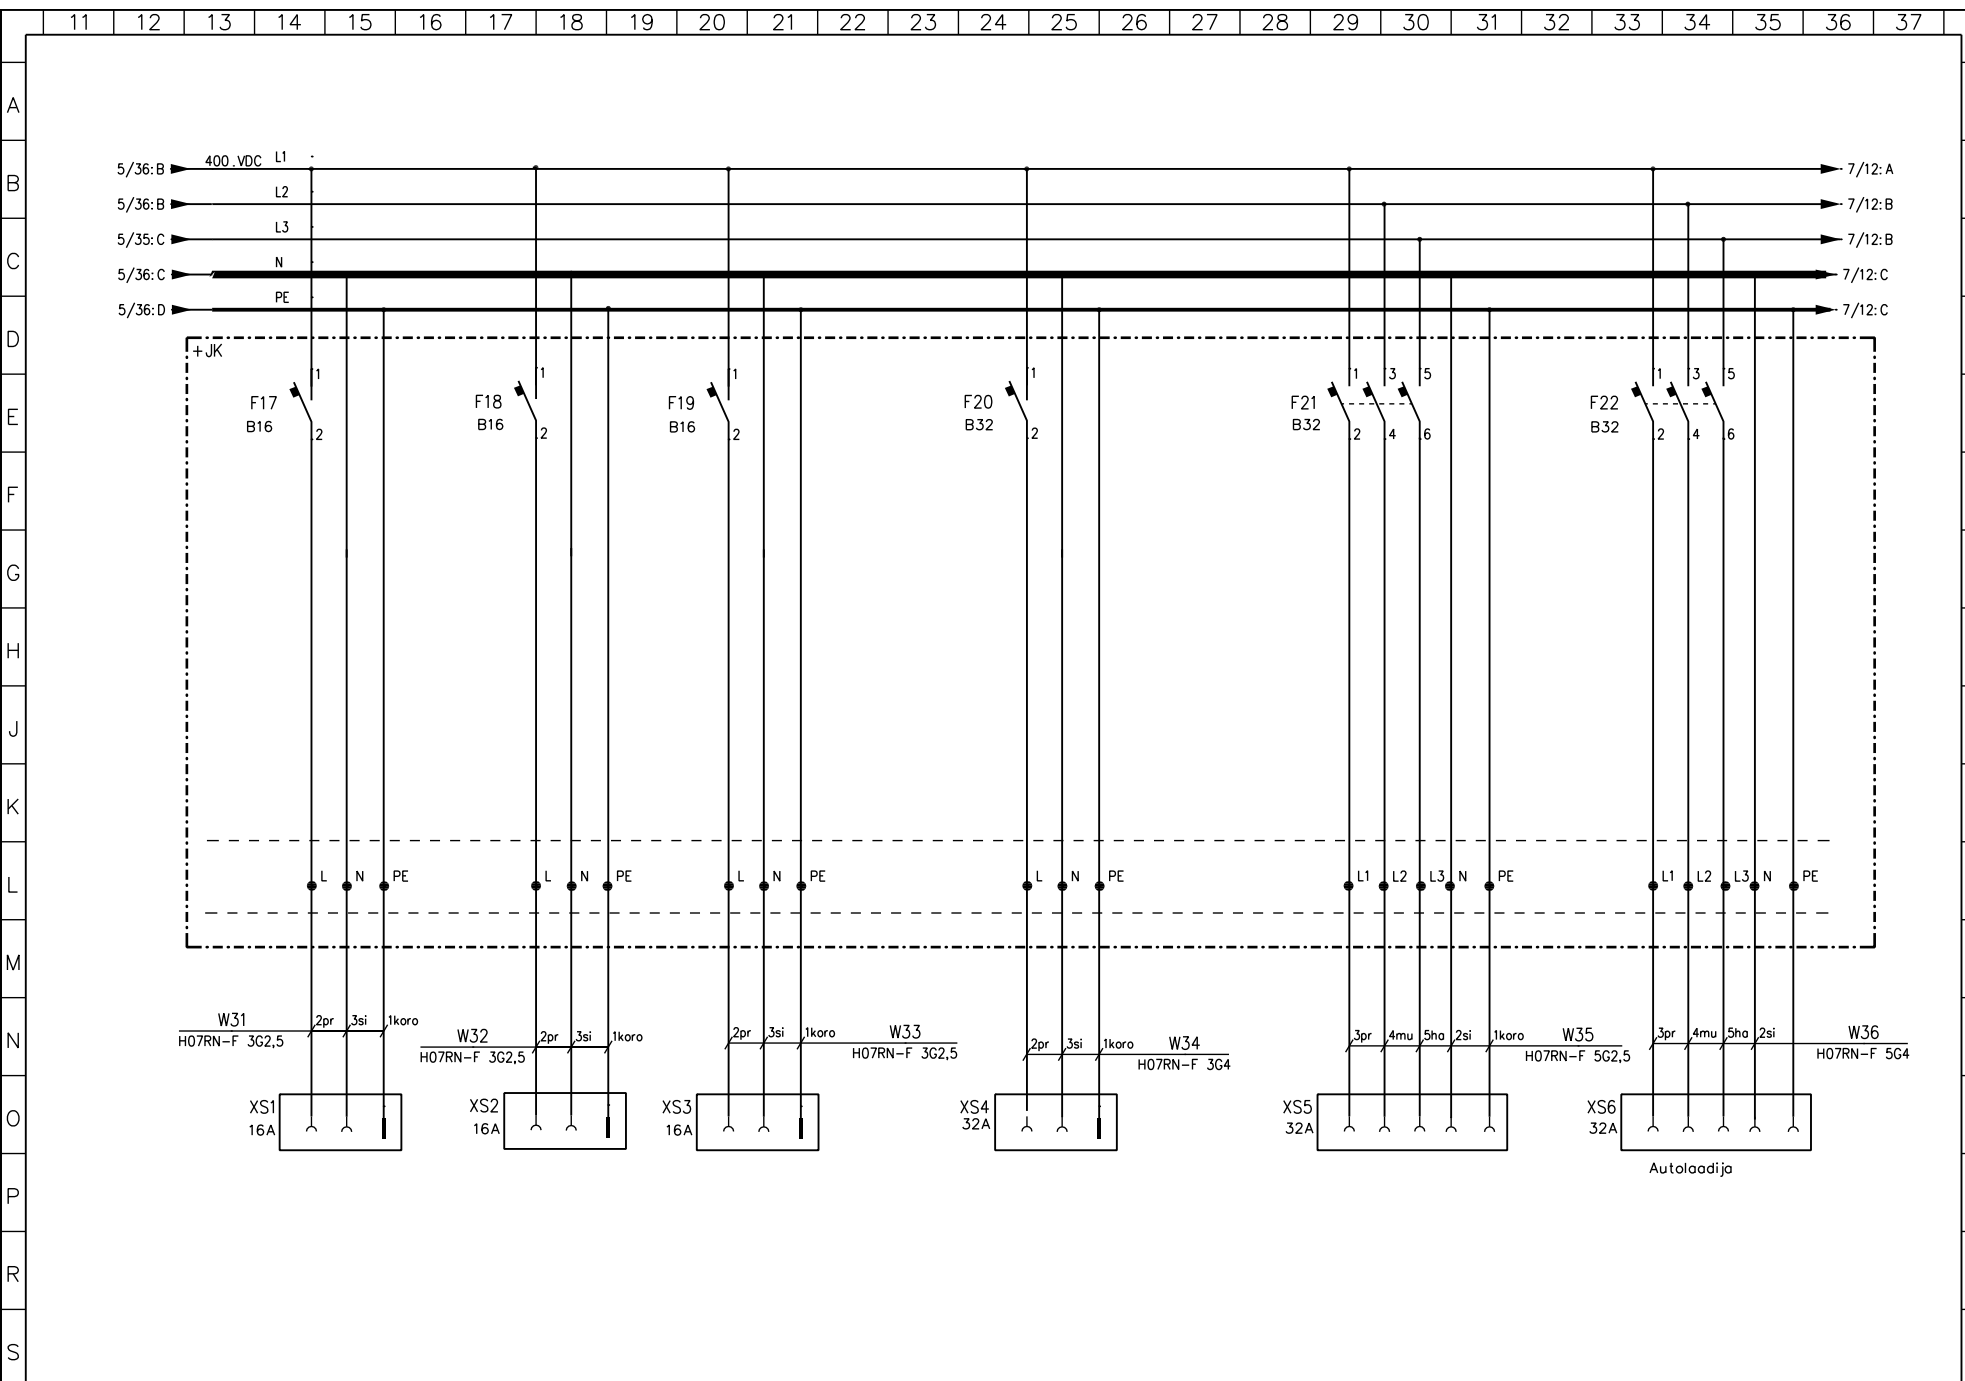 11 12 13 14 15 16 17 18 19 20 21 22 23 24 25 26 27 28 29 30 31 32 33 34 35 36 37
A
B
C
D
E
F
G
H
J
K
L
M
N
O
P
R
S
5/36:B 400.VDC L1 7/12:A
5/36:B L2 7/12:B
5/35:C L3 7/12:B
5/36:C N 7/12:C
5/36:D PE 7/12:C
+JK
1 1 1 1 1 3 5 1 3 5
F17 F18 F19 F20 F21 F22
B16 B16 B16 B32 B32 B32
2 2 2 2 2 4 6 2 4 6
L N PE L N PE L N PE L N PE L1 L2 L3 N PE L1 L2 L3 N PE
W31 2pr 3si 1koro
H07RN-F 3G2,5
W32 2pr 3si 1koro
H07RN-F 3G2,5
2pr 3si 1koro W33
H07RN-F 3G2,5
2pr 3si 1koro W34
H07RN-F 3G4
3pr 4mu 5ha 2si 1koro W35
H07RN-F 5G2,5
3pr 4mu 5ha 2si W36
H07RN-F 5G4
XS1 XS2 XS3 XS4 XS5 XS6
16A 16A 16A 32A 32A 32A
Autolaadija